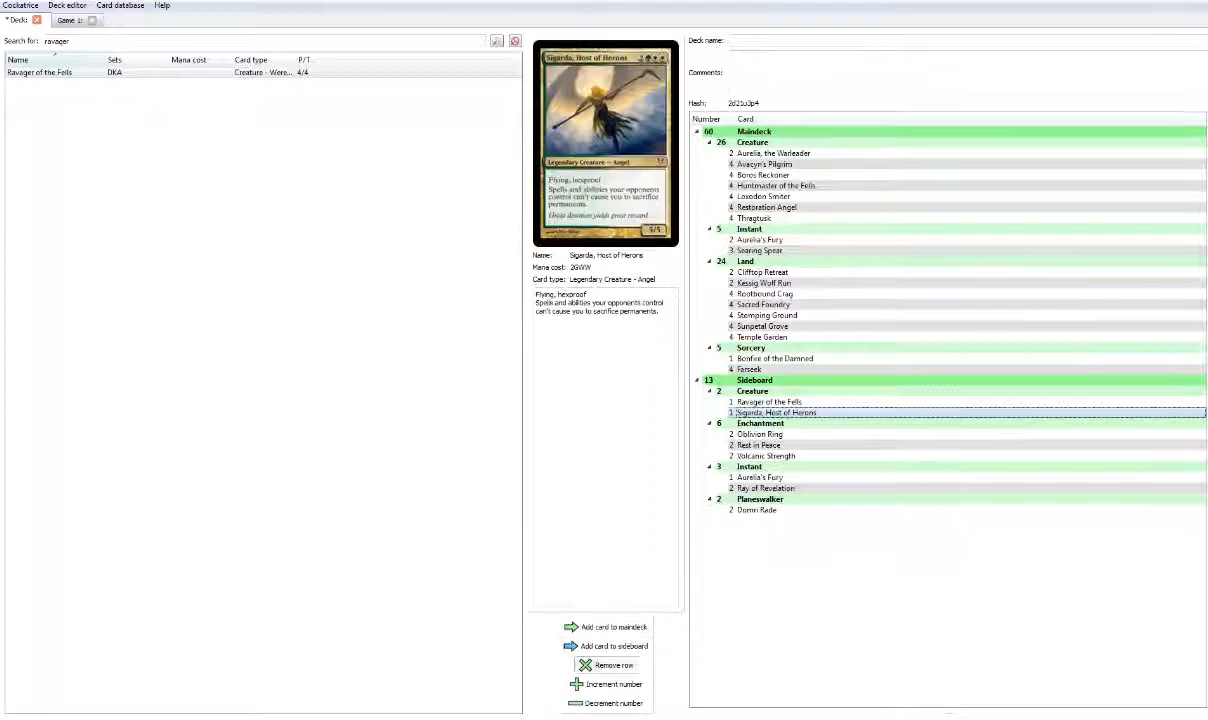 Cockatrice Deck editor Card database Help
* Deck: Game 1:
Search for: ravager
Name Sets Mana cost Card type P/T
Ravager of the Fells DKA Creature - Were... 4/4
Sigarda, Host of Herons 2
Legendary Creature — Angel
Flying, hexproof
Spells and abilities your opponents
control can't cause you to sacrifice
permanents.
Great devotion yields great reward.
5/5
Name: Sigarda, Host of Herons
Mana cost: 2GWW
Card type: Legendary Creature - Angel
Flying, hexproof
Spells and abilities your opponents control
can't cause you to sacrifice permanents.
Add card to maindeck
Add card to sideboard
Remove row
Increment number
Decrement number
Deck name:
Comments:
Hash: 2d21u3p4
Number Card
60 Maindeck
26 Creature
2 Aurelia, the Warleader
4 Avacyn's Pilgrim
4 Boros Reckoner
4 Huntmaster of the Fells
4 Loxodon Smiter
4 Restoration Angel
4 Thragtusk
5 Instant
2 Aurelia's Fury
3 Searing Spear
24 Land
2 Clifftop Retreat
2 Kessig Wolf Run
4 Rootbound Crag
4 Sacred Foundry
4 Stomping Ground
4 Sunpetal Grove
4 Temple Garden
5 Sorcery
1 Bonfire of the Damned
4 Farseek
13 Sideboard
2 Creature
1 Ravager of the Fells
1 Sigarda, Host of Herons
6 Enchantment
2 Oblivion Ring
2 Rest in Peace
2 Volcanic Strength
3 Instant
1 Aurelia's Fury
2 Ray of Revelation
2 Planeswalker
2 Domri Rade